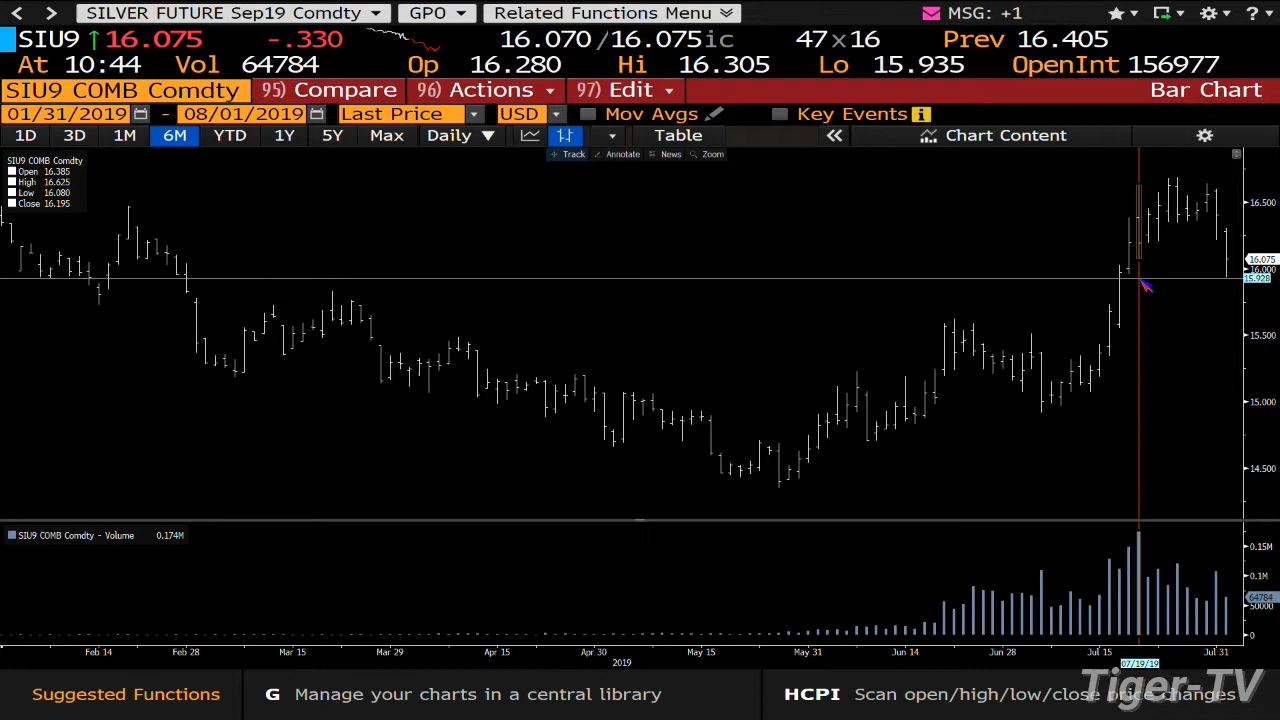 SILVER FUTURE Sep19 Comdty GPO Related Functions Menu MSG: +1
SIU9 16.075 -.330 16.070/16.075ic 47x16 Prev 16.405
At 10:44 Vol 64784 Op 16.280 Hi 16.305 Lo 15.935 OpenInt 156977
SIU9 COMB Comdty 95) Compare 96) Actions 97) Edit Bar Chart
01/31/2019 - 08/01/2019 Last Price USD Mov Avgs Key Events
1D 3D 1M 6M YTD 1Y 5Y Max Daily Table Chart Content
Track Annotate News Zoom
SIU9 COMB Comdty
Open 16.385
High 16.625
Low 16.080
Close 16.195
16.500
16.075
16.000
15.928
15.500
15.000
14.500
SIU9 COMB Comdty - Volume 0.174M
0.15M
0.1M
64784
50000
0
Feb 14 Feb 28 Mar 15 Mar 29 Apr 15 Apr 30 May 15 May 31 Jun 14 Jun 28 Jul 15 Jul 31
2019 07/19/19
Suggested Functions G Manage your charts in a central library HCPI Scan open/high/low/close price changes
Tiger-TV